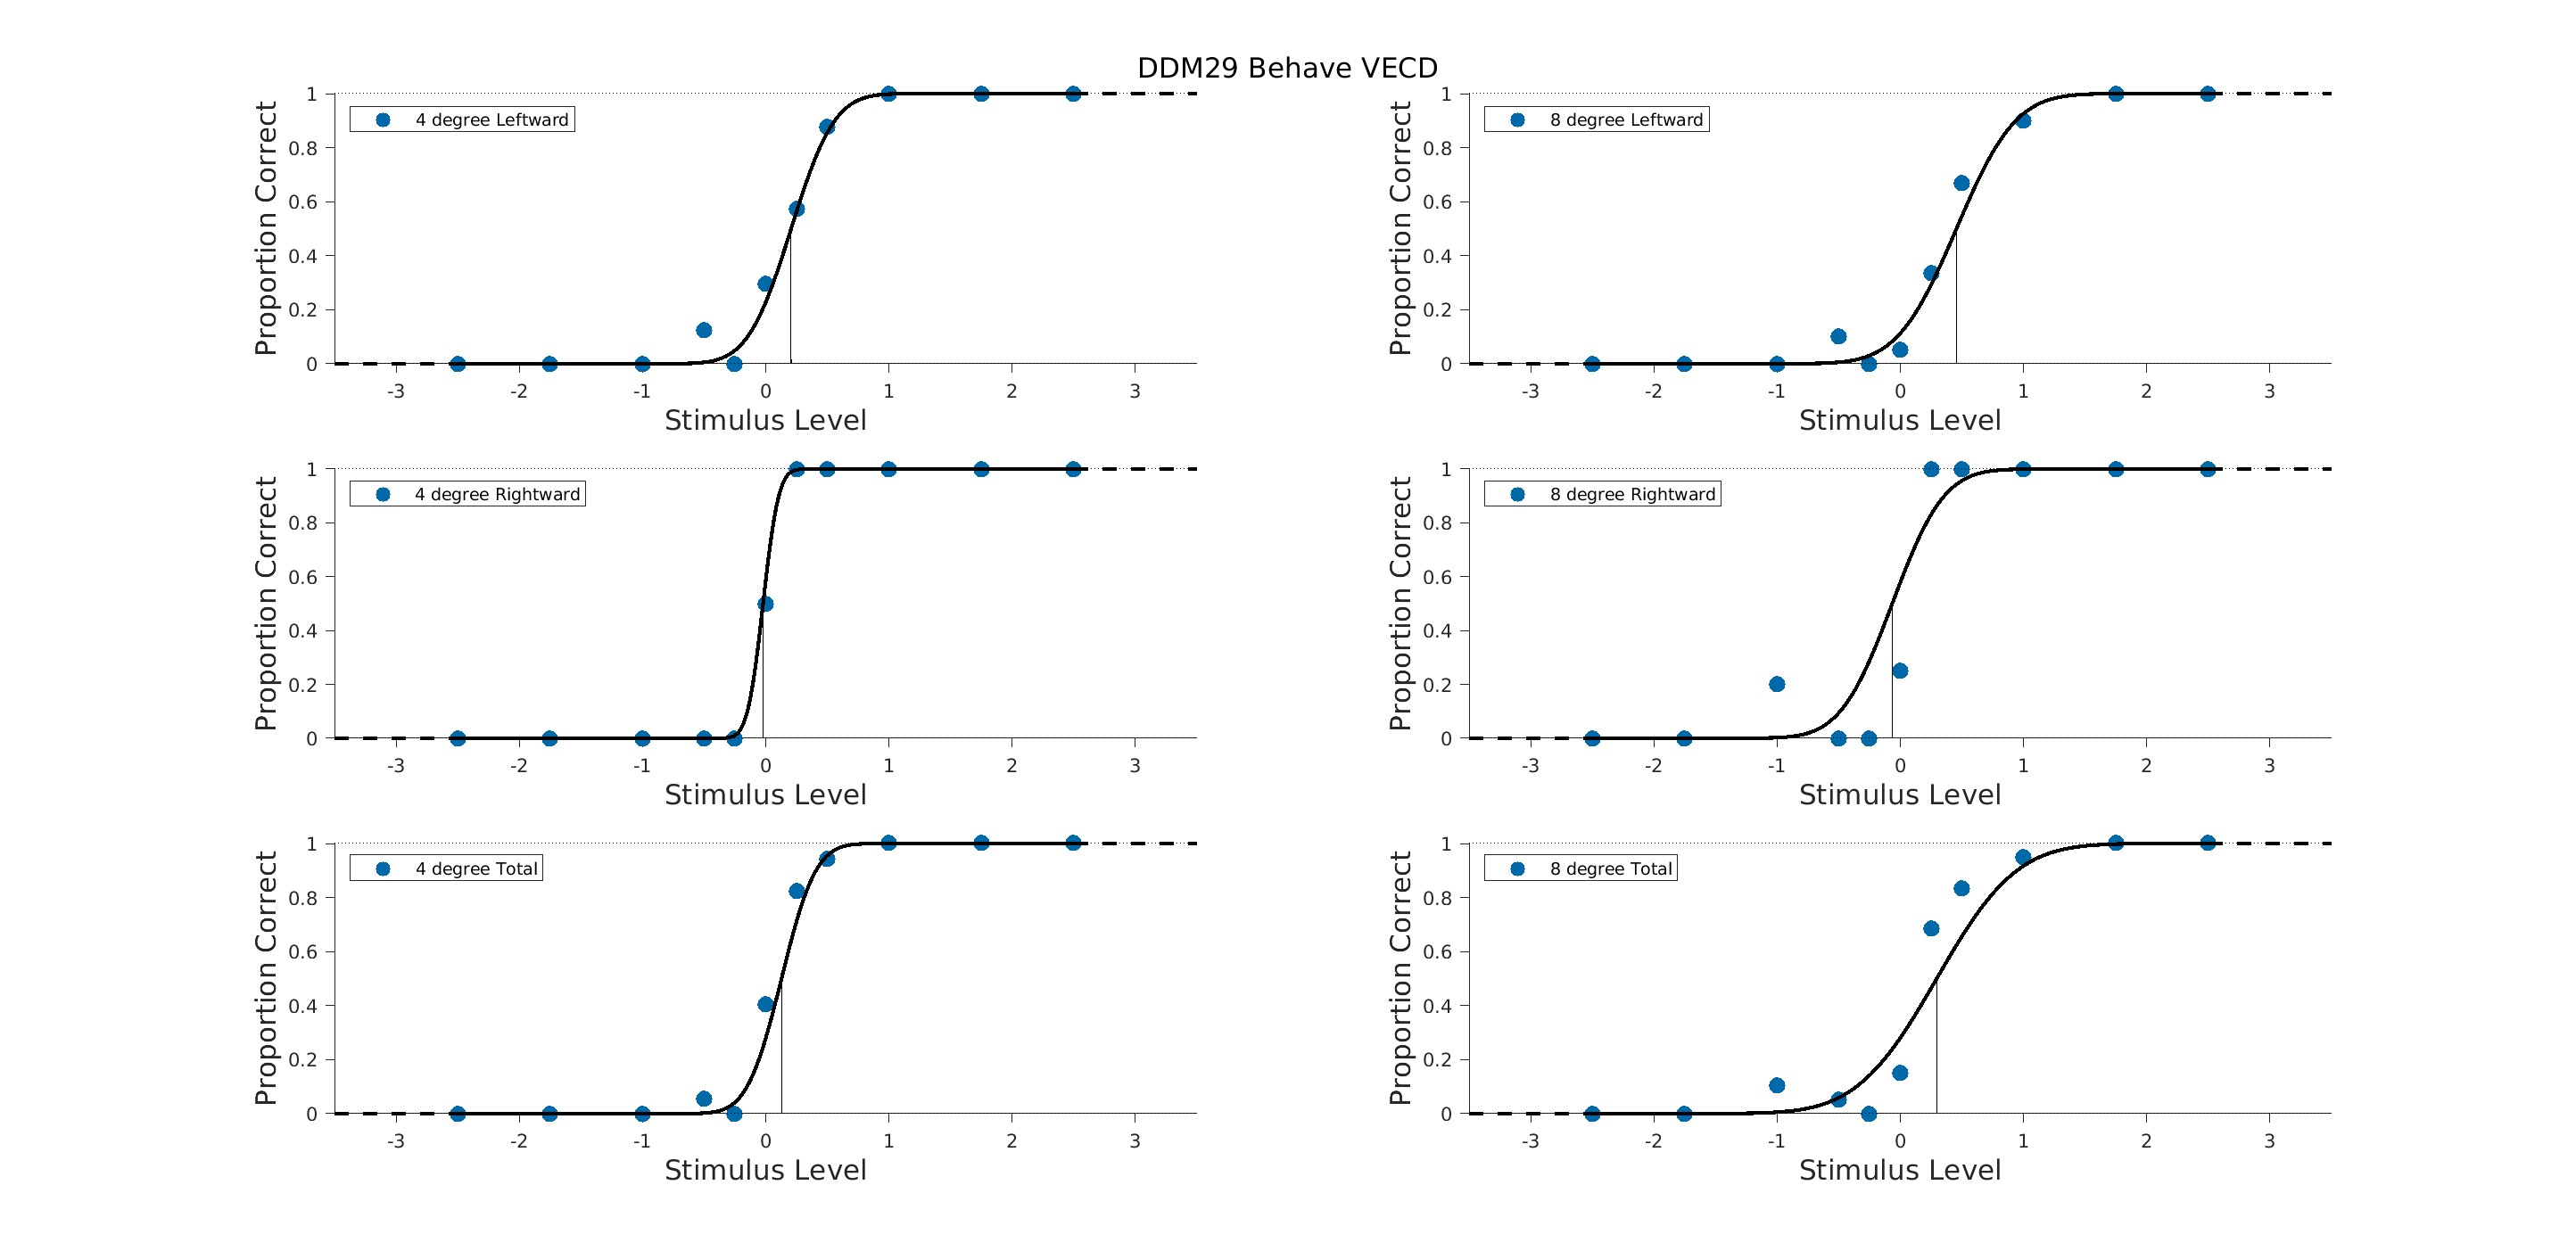 DDM29 Behave VECD
Proportion Correct
1
0.8
0.6
0.4
0.2
0
4 degree Leftward
-3 -2 -1 0 1 2 3
Stimulus Level
Proportion Correct
1
0.8
0.6
0.4
0.2
0
8 degree Leftward
-3 -2 -1 0 1 2 3
Stimulus Level
Proportion Correct
1
0.8
0.6
0.4
0.2
0
4 degree Rightward
-3 -2 -1 0 1 2 3
Stimulus Level
Proportion Correct
1
0.8
0.6
0.4
0.2
0
8 degree Rightward
-3 -2 -1 0 1 2 3
Stimulus Level
Proportion Correct
1
0.8
0.6
0.4
0.2
0
4 degree Total
-3 -2 -1 0 1 2 3
Stimulus Level
Proportion Correct
1
0.8
0.6
0.4
0.2
0
8 degree Total
-3 -2 -1 0 1 2 3
Stimulus Level